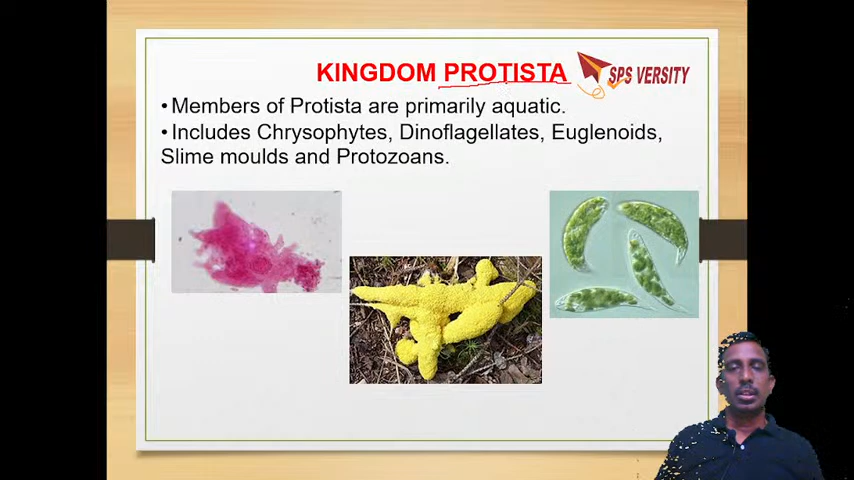 KINGDOM PROTISTA
SPS VERSITY
•Members of Protista are primarily aquatic.
•Includes Chrysophytes, Dinoflagellates, Euglenoids,
Slime moulds and Protozoans.